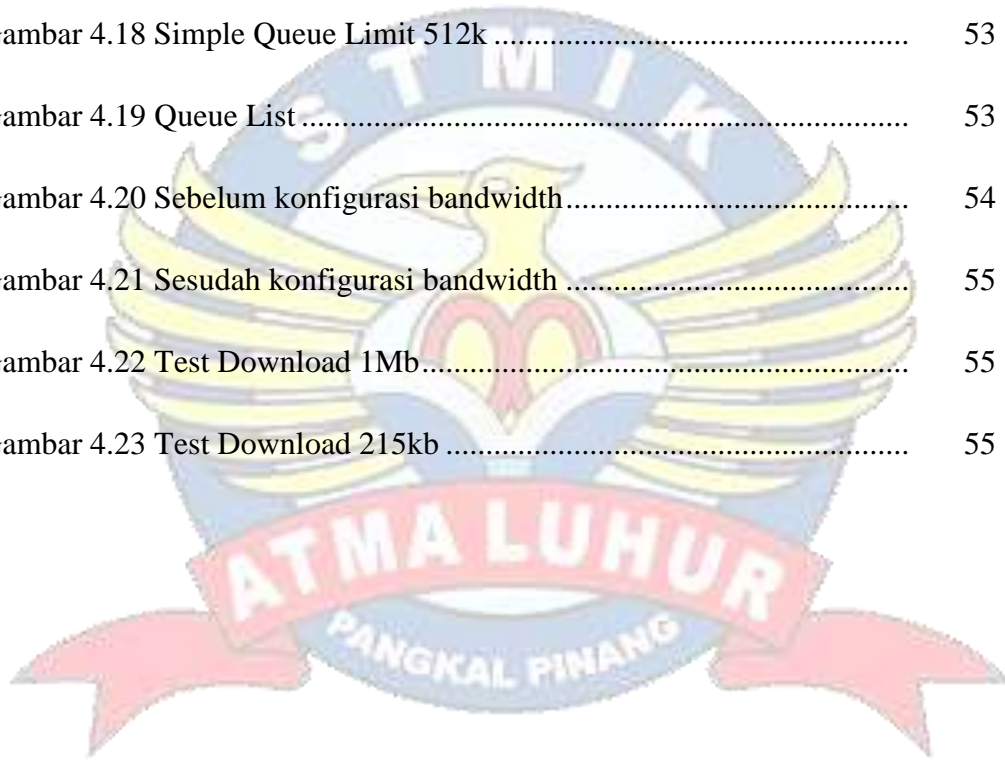 ambar 4.18 Simple Queue Limit 512k .................................................... 53
ambar 4.19 Queue List ............................................................................ 53
ambar 4.20 Sebelum konfigurasi bandwidth ........................................... 54
ambar 4.21 Sesudah konfigurasi bandwidth ........................................... 55
ambar 4.22 Test Download 1Mb ............................................................. 55
ambar 4.23 Test Download 215kb .......................................................... 55
STMIK
ATMA LUHUR
PANGKAL PINANG